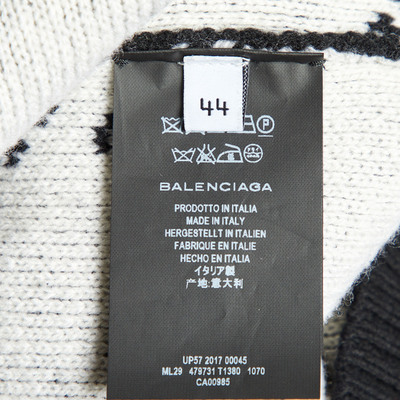 44
BALENCIAGA
PRODOTTO IN ITALIA
MADE IN ITALY
HERGESTELLT IN ITALIEN
FABRIQUE EN ITALIE
HECHO EN ITALIA
イタリア製
产地:意大利
UP57 2017 00045
ML29 479731 T1380 1070
CA00985